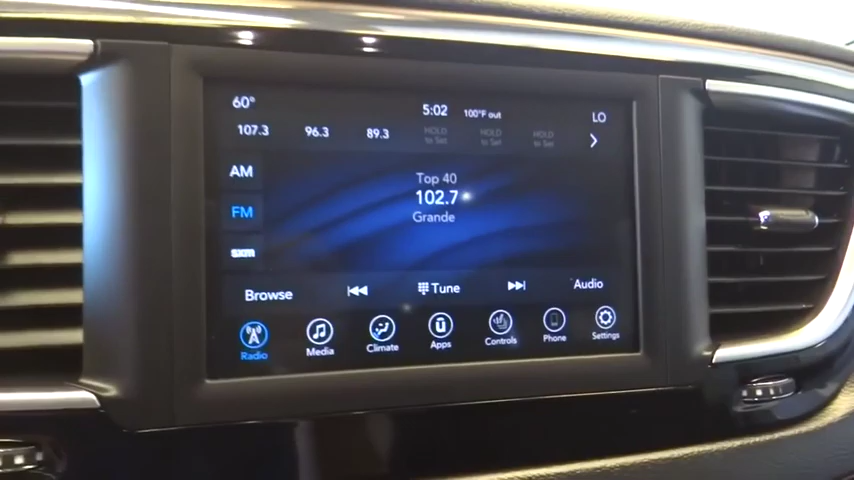 60° 5:02 100°F out LO
107.3 96.3 89.3 HOLD to Set HOLD to Set HOLD to Set
AM
Top 40
FM 102.7
Grande
sxm
Browse Tune Audio
Radio Media Climate Apps Controls Phone Settings